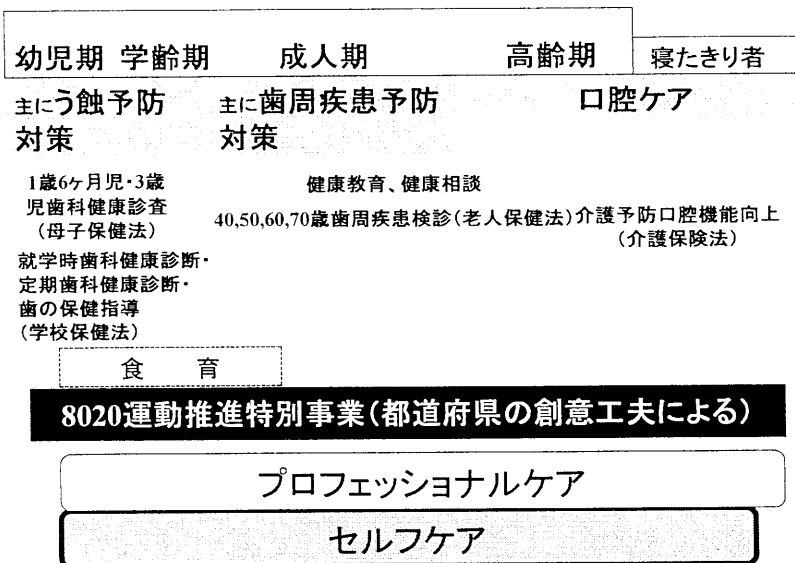 幼児期 学齢期 成人期 高齢期 寝たきり者
主にう蝕予防
対策
主に歯周疾患予防
対策
口腔ケア
1歳6ヶ月児・3歳
児歯科健康診査
(母子保健法)
就学時歯科健康診断・
定期歯科健康診断・
歯の保健指導
(学校保健法)
健康教育、健康相談
40,50,60,70歳歯周疾患検診(老人保健法)
介護予防口腔機能向上
(介護保険法)
食 育
8020運動推進特別事業(都道府県の創意工夫による)
プロフェッショナルケア
セルフケア